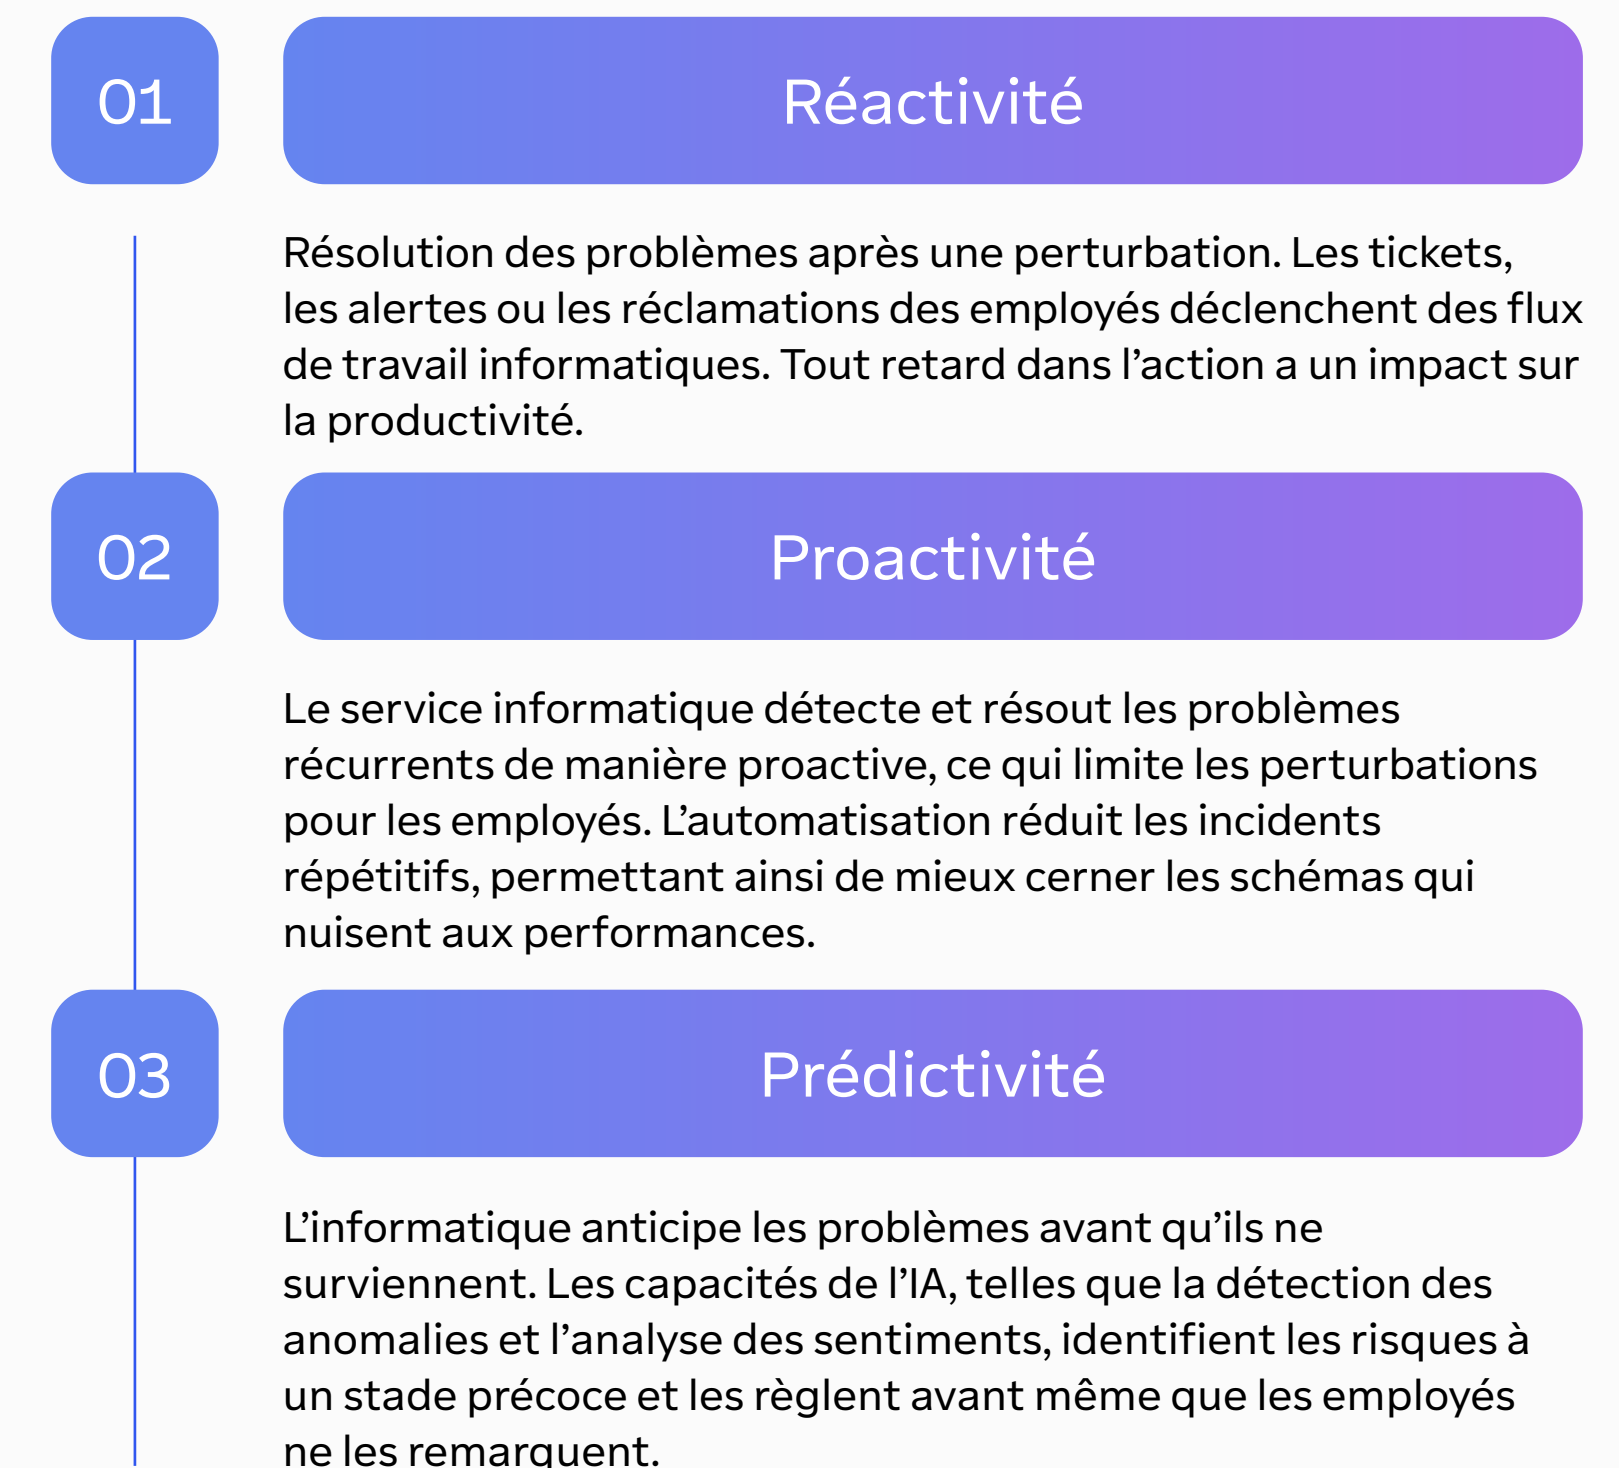 01
Réactivité
Résolution des problèmes après une perturbation. Les tickets,
les alertes ou les réclamations des employés déclenchent des flux
de travail informatiques. Tout retard dans l’action a un impact sur
la productivité.
02
Proactivité
Le service informatique détecte et résout les problèmes
récurrents de manière proactive, ce qui limite les perturbations
pour les employés. L’automatisation réduit les incidents
répétitifs, permettant ainsi de mieux cerner les schémas qui
nuisent aux performances.
03
Prédictivité
L’informatique anticipe les problèmes avant qu’ils ne
surviennent. Les capacités de l’IA, telles que la détection des
anomalies et l’analyse des sentiments, identifient les risques à
un stade précoce et les règlent avant même que les employés
ne les remarquent.